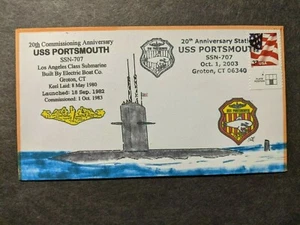 20th Commissioning Anniversary
USS PORTSMOUTH
SSN-707
Los Angeles Class Submarine
Built By Electric Boat Co.
Groton, CT
Keel Laid: 8 May 1980
Launched: 18 Sep. 1982
Commissioned: 1 Oct. 1983
20th Anniversary Stati
USS PORTSMOUTH
SSN-707
Oct. 1, 2003
Groton, CT 06340